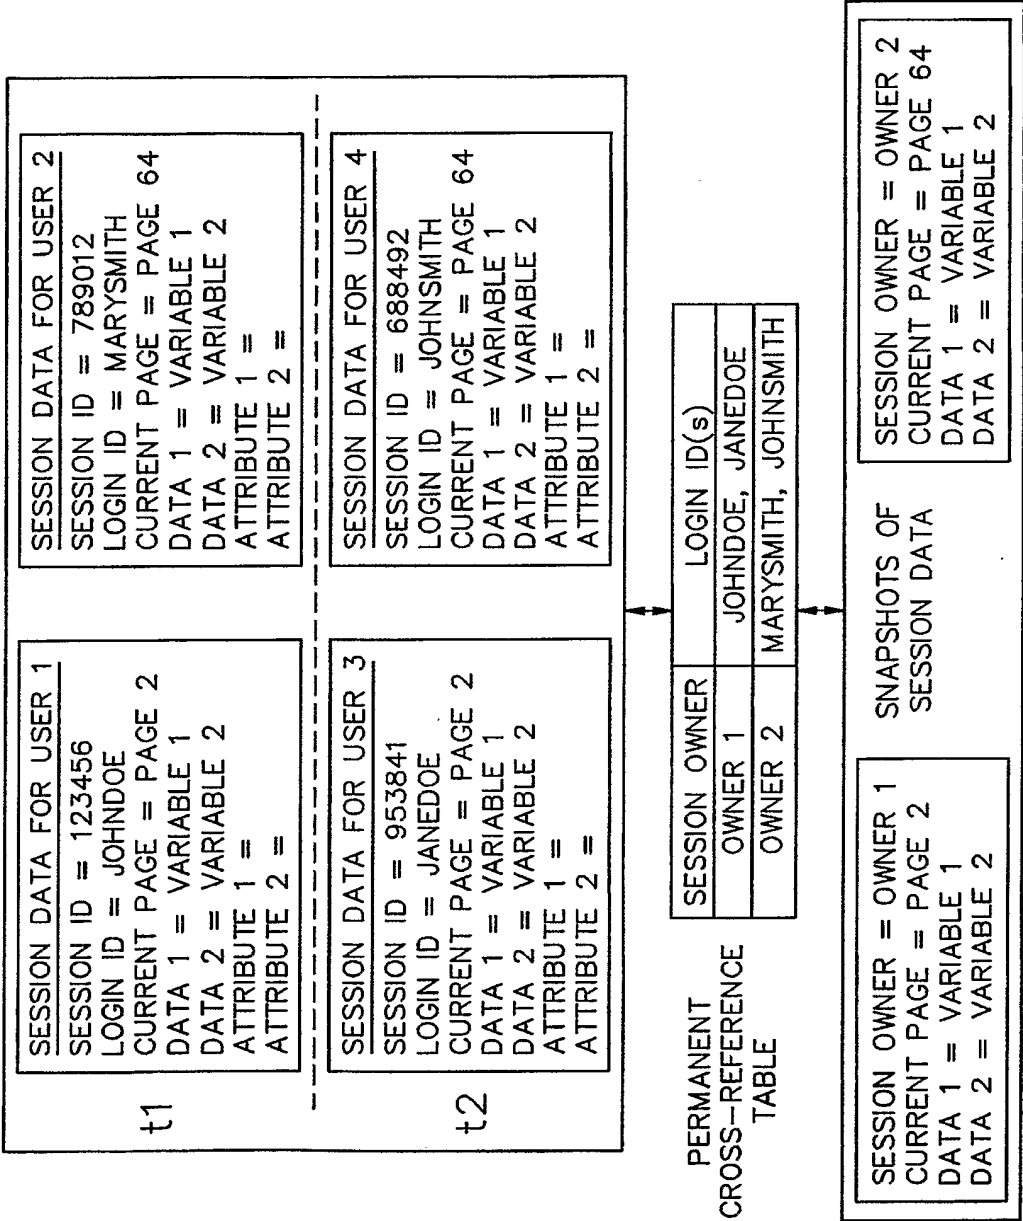 t1
SESSION DATA FOR USER 1
SESSION ID = 123456
LOGIN ID = JOHNDOE
CURRENT PAGE = PAGE 2
DATA 1 = VARIABLE 1
DATA 2 = VARIABLE 2
ATTRIBUTE 1 =
ATTRIBUTE 2 =
SESSION DATA FOR USER 2
SESSION ID = 789012
LOGIN ID = MARYSMITH
CURRENT PAGE = PAGE 64
DATA 1 = VARIABLE 1
DATA 2 = VARIABLE 2
ATTRIBUTE 1 =
ATTRIBUTE 2 =
t2
SESSION DATA FOR USER 3
SESSION ID = 953841
LOGIN ID = JANEDOE
CURRENT PAGE = PAGE 2
DATA 1 = VARIABLE 1
DATA 2 = VARIABLE 2
ATTRIBUTE 1 =
ATTRIBUTE 2 =
SESSION DATA FOR USER 4
SESSION ID = 688492
LOGIN ID = JOHNSMITH
CURRENT PAGE = PAGE 64
DATA 1 = VARIABLE 1
DATA 2 = VARIABLE 2
ATTRIBUTE 1 =
ATTRIBUTE 2 =
PERMANENT
CROSS-REFERENCE
TABLE
SESSION OWNER LOGIN ID(s)
OWNER 1 JOHNDOE, JANEDOE
OWNER 2 MARYSMITH, JOHNSMITH
SESSION OWNER = OWNER 1
CURRENT PAGE = PAGE 2
DATA 1 = VARIABLE 1
DATA 2 = VARIABLE 2
SNAPSHOTS OF
SESSION DATA
SESSION OWNER = OWNER 2
CURRENT PAGE = PAGE 64
DATA 1 = VARIABLE 1
DATA 2 = VARIABLE 2